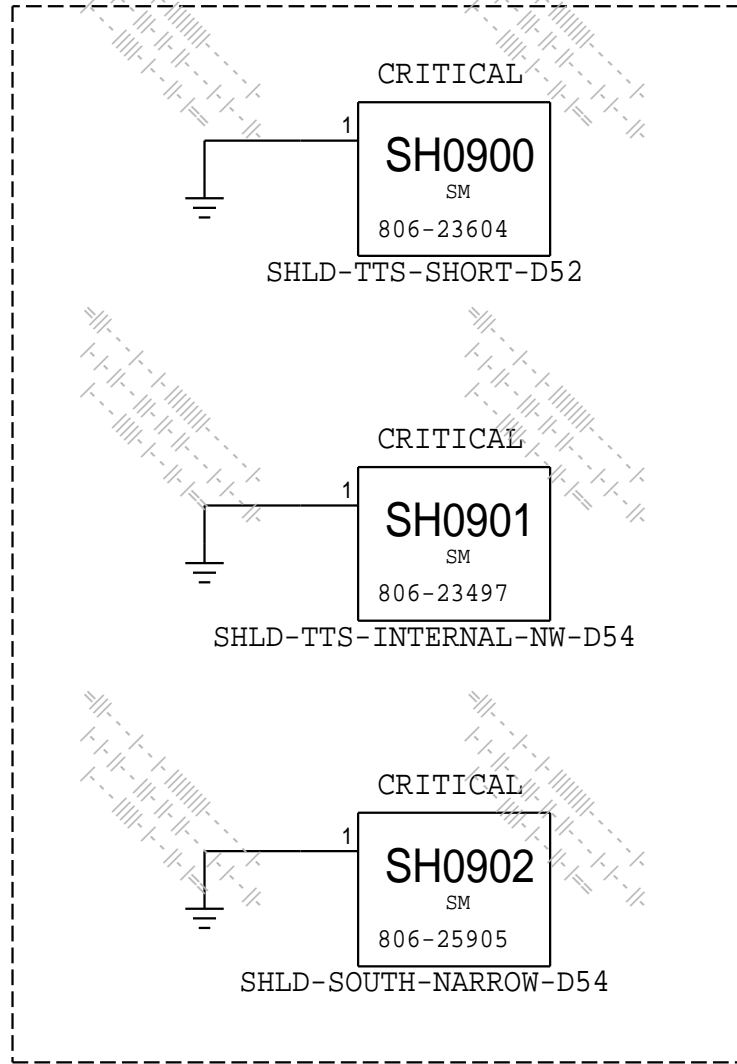 CRITICAL
1
SH0900
SM
806-23604
SHLD-TTS-SHORT-D52
CRITICAL
1
SH0901
SM
806-23497
SHLD-TTS-INTERNAL-NW-D54
CRITICAL
1
SH0902
SM
806-25905
SHLD-SOUTH-NARROW-D54